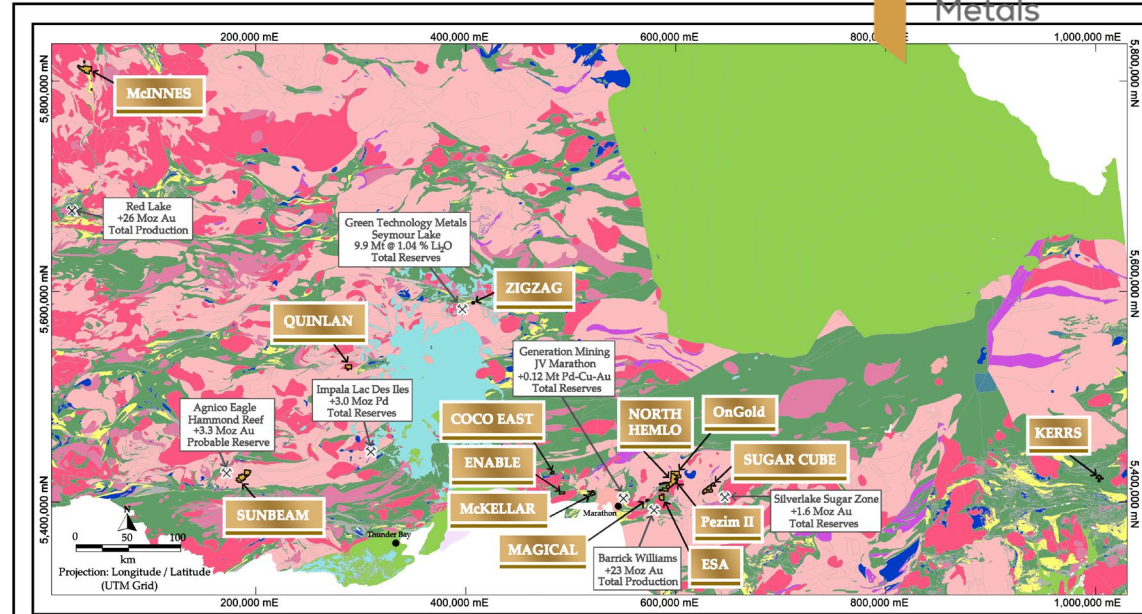 Metals
200,000 mE
400,000 mE
600,000 mE
800,000 mE
1,000,000 mE
5,800,000 mN
5,800,000 mN
McINNES
Red Lake
+26 Moz Au
Total Production
Green Technology Metals
Seymour Lake
9.9 Mt @ 1.04 % Li₂O
Total Reserves
5,600,000 mN
5,600,000 mN
ZIGZAG
QUINLAN
Generation Mining
JV Marathon
+0.12 Mt Pd-Cu-Au
Total Reserves
Impala Lac Des Iles
+3.0 Moz Pd
Total Reserves
Agnico Eagle
Hammond Reef
+3.3 Moz Au
Probable Reserve
COCO EAST
NORTH
HEMLO
OnGold
KERRS
ENABLE
SUGAR CUBE
5,400,000 mN
5,400,000 mN
SUNBEAM
McKELLAR
Marathon
Pezim II
Silverlake Sugar Zone
+1.6 Moz Au
Total Reserves
N
0 50 100
km
Projection: Longitude / Latitude
(UTM Grid)
Thunder Bay
MAGICAL
Barrick Williams
+23 Moz Au
Total Production
ESA
200,000 mE
400,000 mE
600,000 mE
800,000 mE
1,000,000 mE